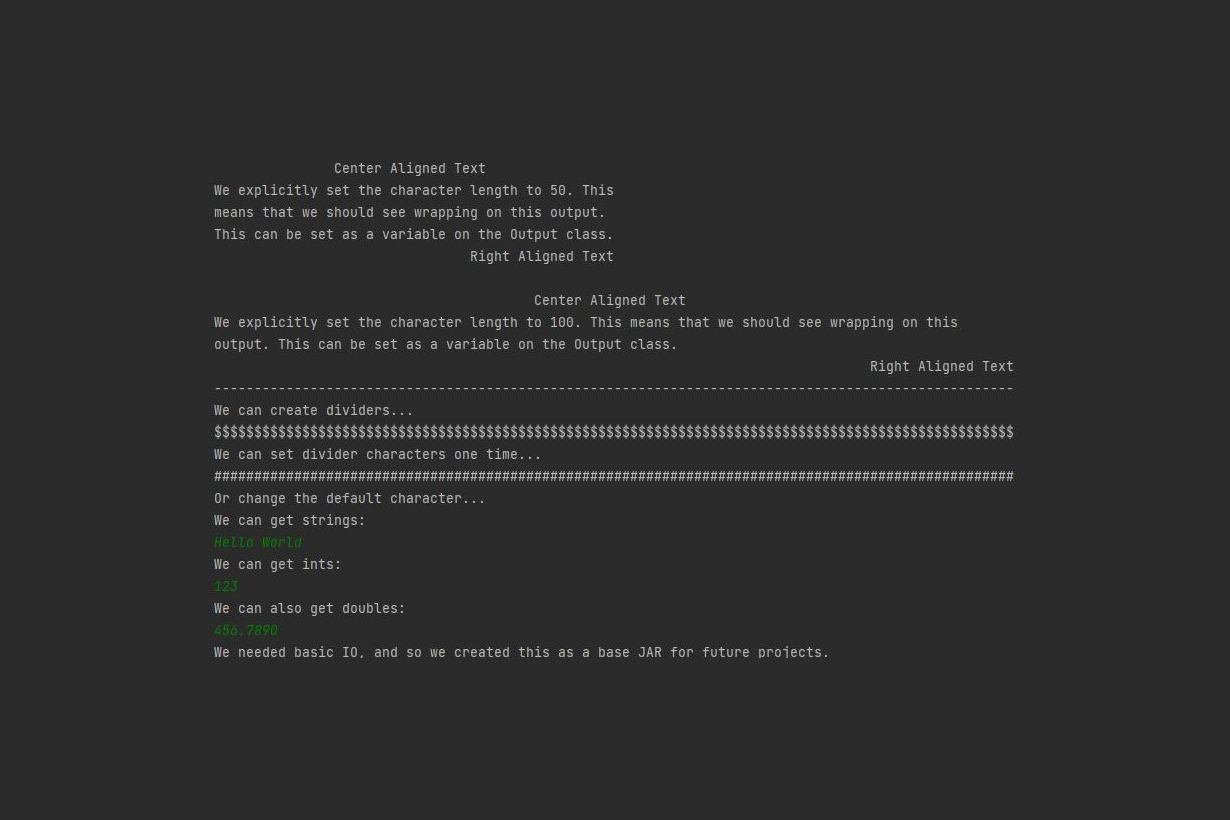 Center Aligned Text
We explicitly set the character length to 50. This
means that we should see wrapping on this output.
This can be set as a variable on the Output class.
Right Aligned Text
Center Aligned Text
We explicitly set the character length to 100. This means that we should see wrapping on this
output. This can be set as a variable on the Output class.
Right Aligned Text
----------------------------------------------------------------------------------------------------
We can create dividers...
$$$$$$$$$$$$$$$$$$$$$$$$$$$$$$$$$$$$$$$$$$$$$$$$$$$$$$$$$$$$$$$$$$$$$$$$$$$$$$$$$$$$$$$$$$$$$$$$$$$$
We can set divider characters one time...
####################################################################################################
Or change the default character...
We can get strings:
Hello World
We can get ints:
123
We can also get doubles:
456.7890
We needed basic IO, and so we created this as a base JAR for future projects.